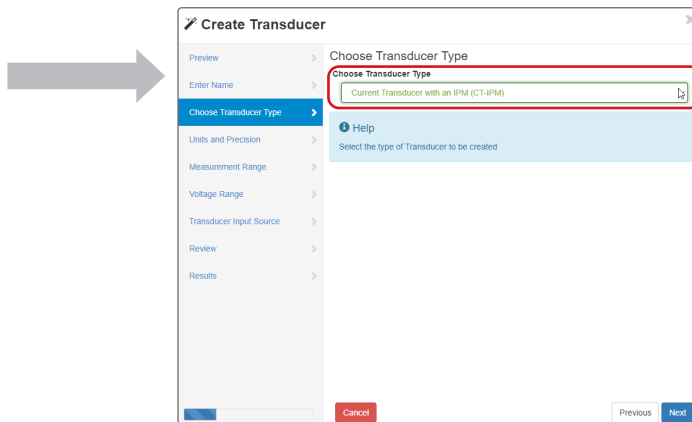 Create Transducer
Preview
Enter Name
Choose Transducer Type
Units and Precision
Measurement Range
Voltage Range
Transducer Input Source
Review
Results
Choose Transducer Type
Choose Transducer Type
Current Transducer with an IPM (CT-IPM)
Help
Select the type of Transducer to be created
Cancel
Previous
Next